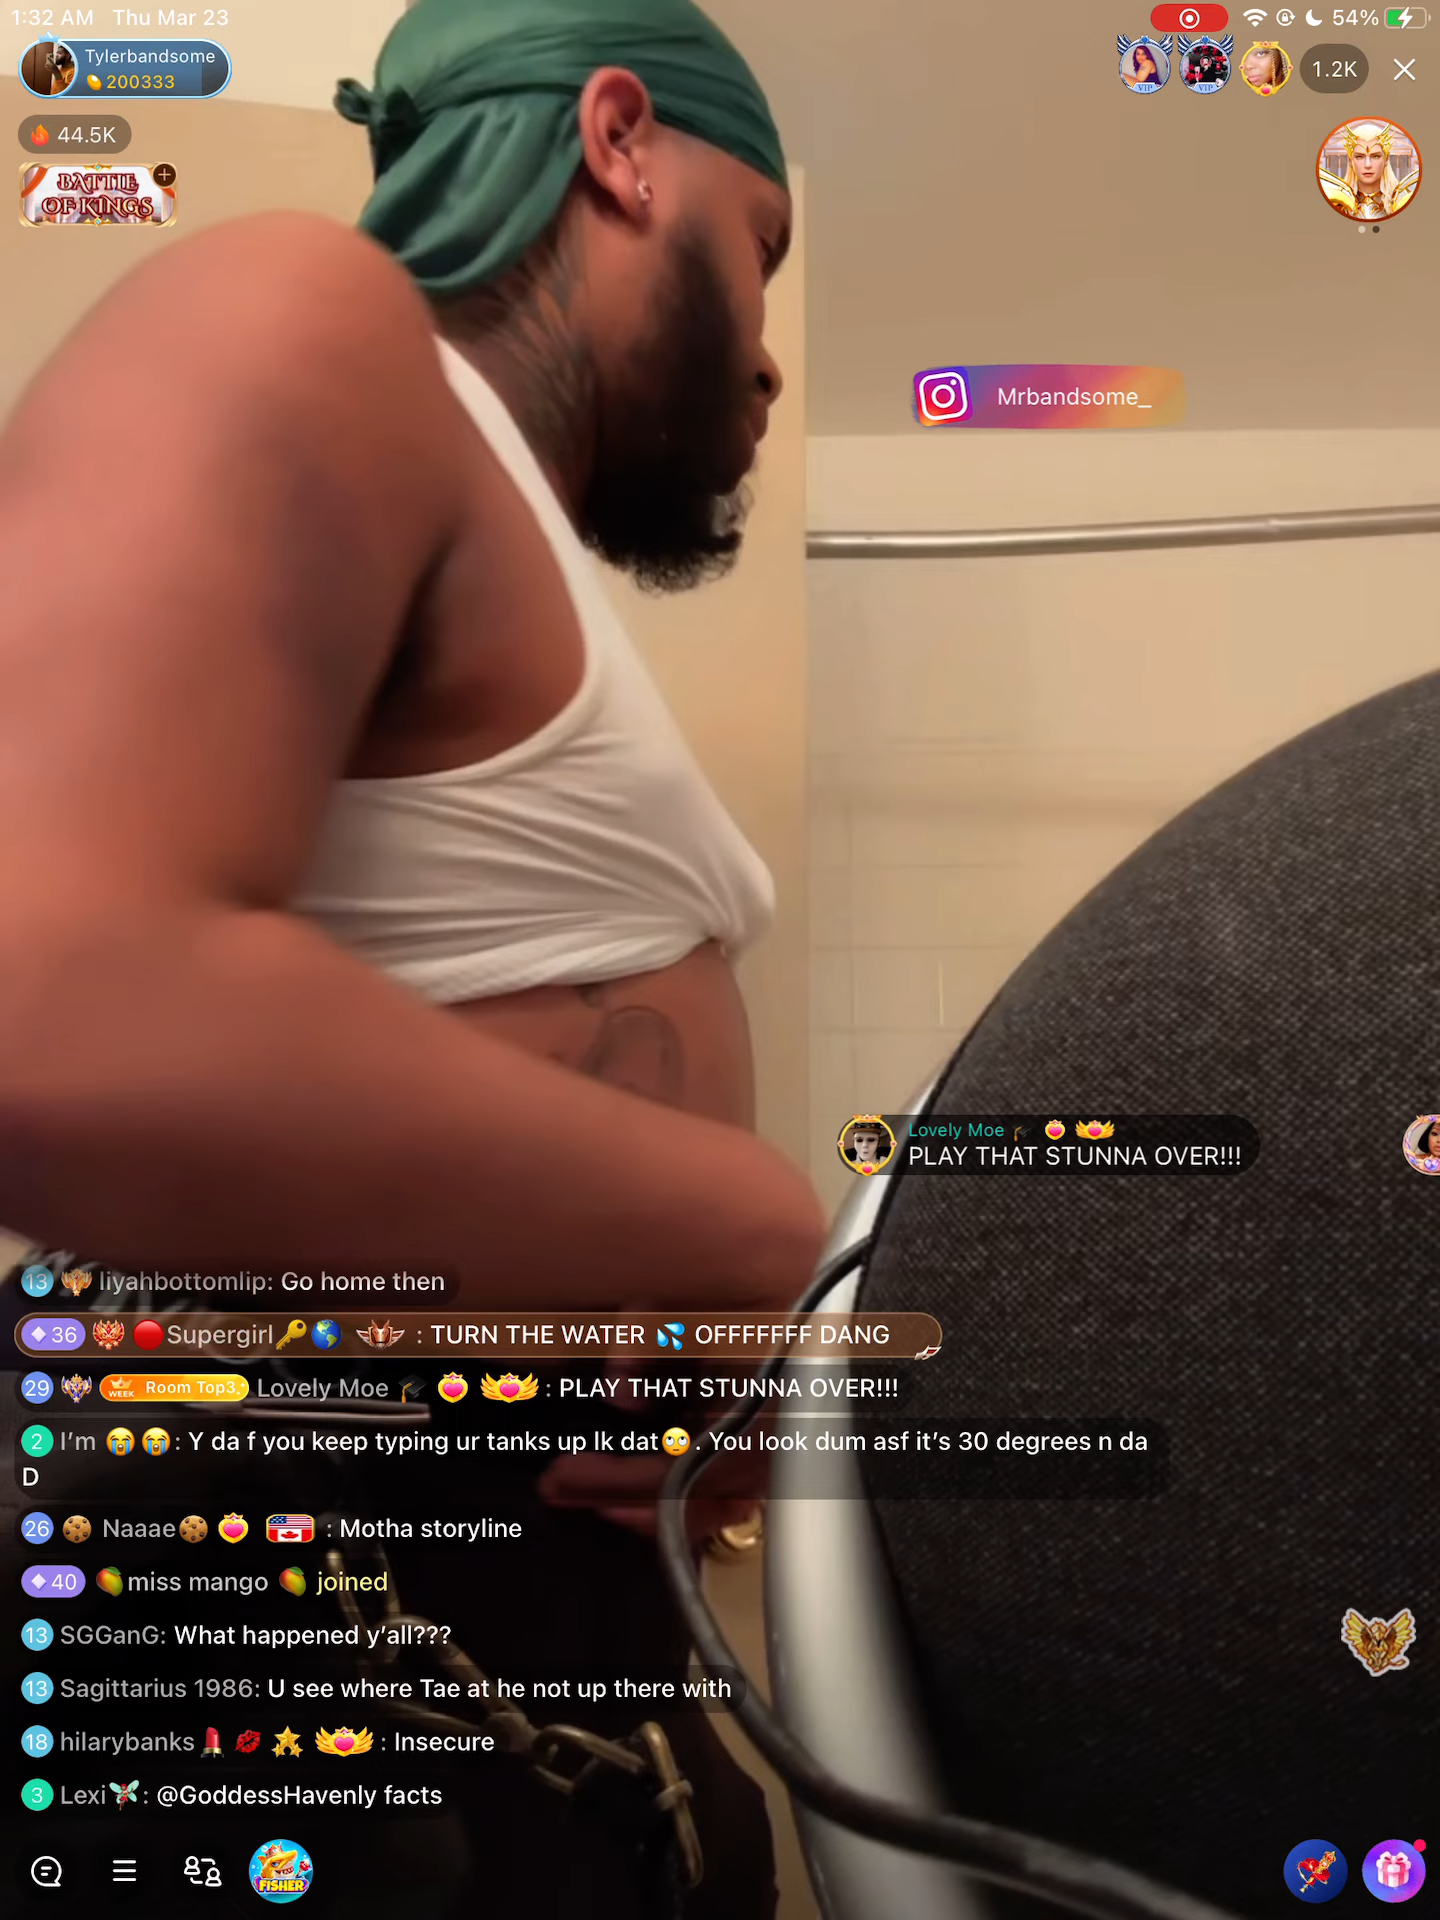 1:32 AM Thu Mar 23
54%
Tylerbandsome
200333
VIP VIP
1.2K
44.5K
BATTLE
OF KINGS
Mrbandsome_
Lovely Moe
PLAY THAT STUNNA OVER!!!
13 liyahbottomlip: Go home then
36 Supergirl : TURN THE WATER 💦 OFFFFFFF DANG
29 WEEK Room Top3 Lovely Moe : PLAY THAT STUNNA OVER!!!
2 I'm 😭 😭: Y da f you keep typing ur tanks up lk dat🙄. You look dum asf it's 30 degrees n da
D
26 🍪 Naaae🍪 : Motha storyline
40 🥭miss mango 🥭 joined
13 SGGanG: What happened y'all???
13 Sagittarius 1986: U see where Tae at he not up there with
18 hilarybanks💄 💋 : Insecure
3 Lexi: @GoddessHavenly facts
FISHER